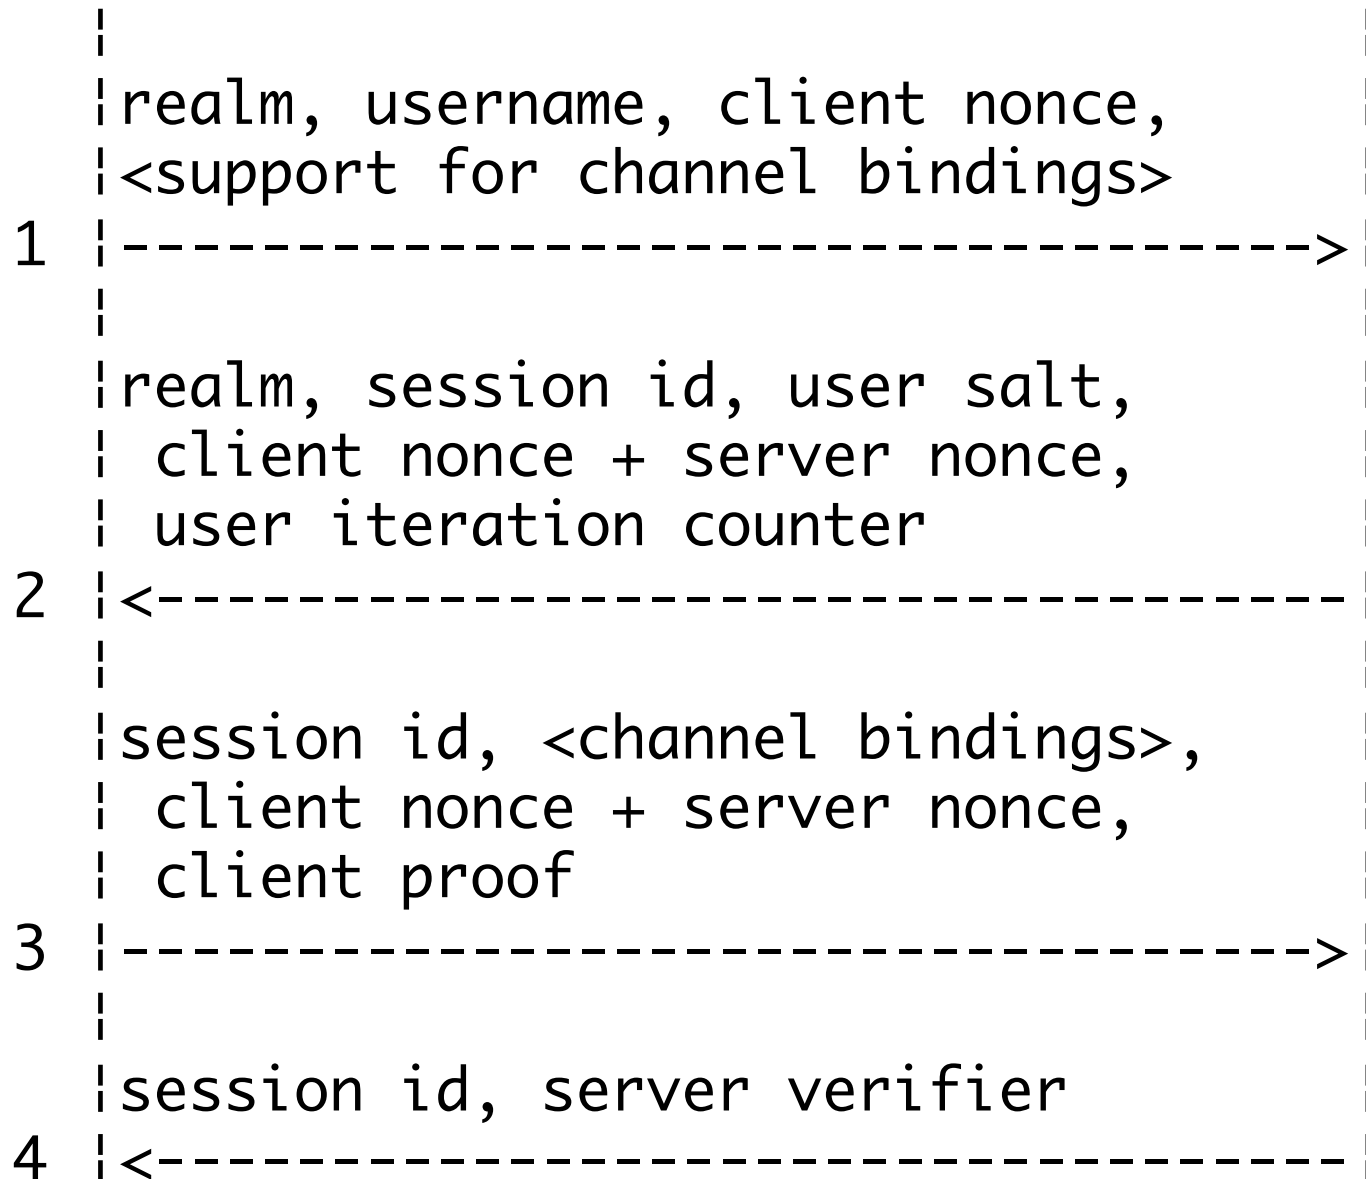 realm, username, client nonce,
<support for channel bindings>
1 ---------------------------------->
realm, session id, user salt,
client nonce + server nonce,
user iteration counter
2 <----------------------------------
session id, <channel bindings>,
client nonce + server nonce,
client proof
3 ---------------------------------->
session id, server verifier
4 <----------------------------------